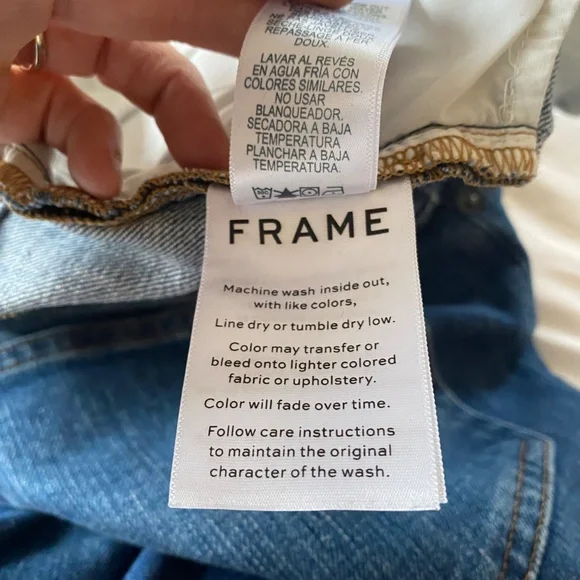 REPASSAGE A FER
DOUX.
LAVAR AL REVÉS
EN AGUA FRÍA CON
COLORES SIMILARES.
NO USAR
BLANQUEADOR.
SECADORA A BAJA
TEMPERATURA
PLANCHAR A BAJA
TEMPERATURA.
FRAME
Machine wash inside out,
with like colors,
Line dry or tumble dry low.
Color may transfer or
bleed onto lighter colored
fabric or upholstery.
Color will fade over time.
Follow care instructions
to maintain the original
character of the wash.